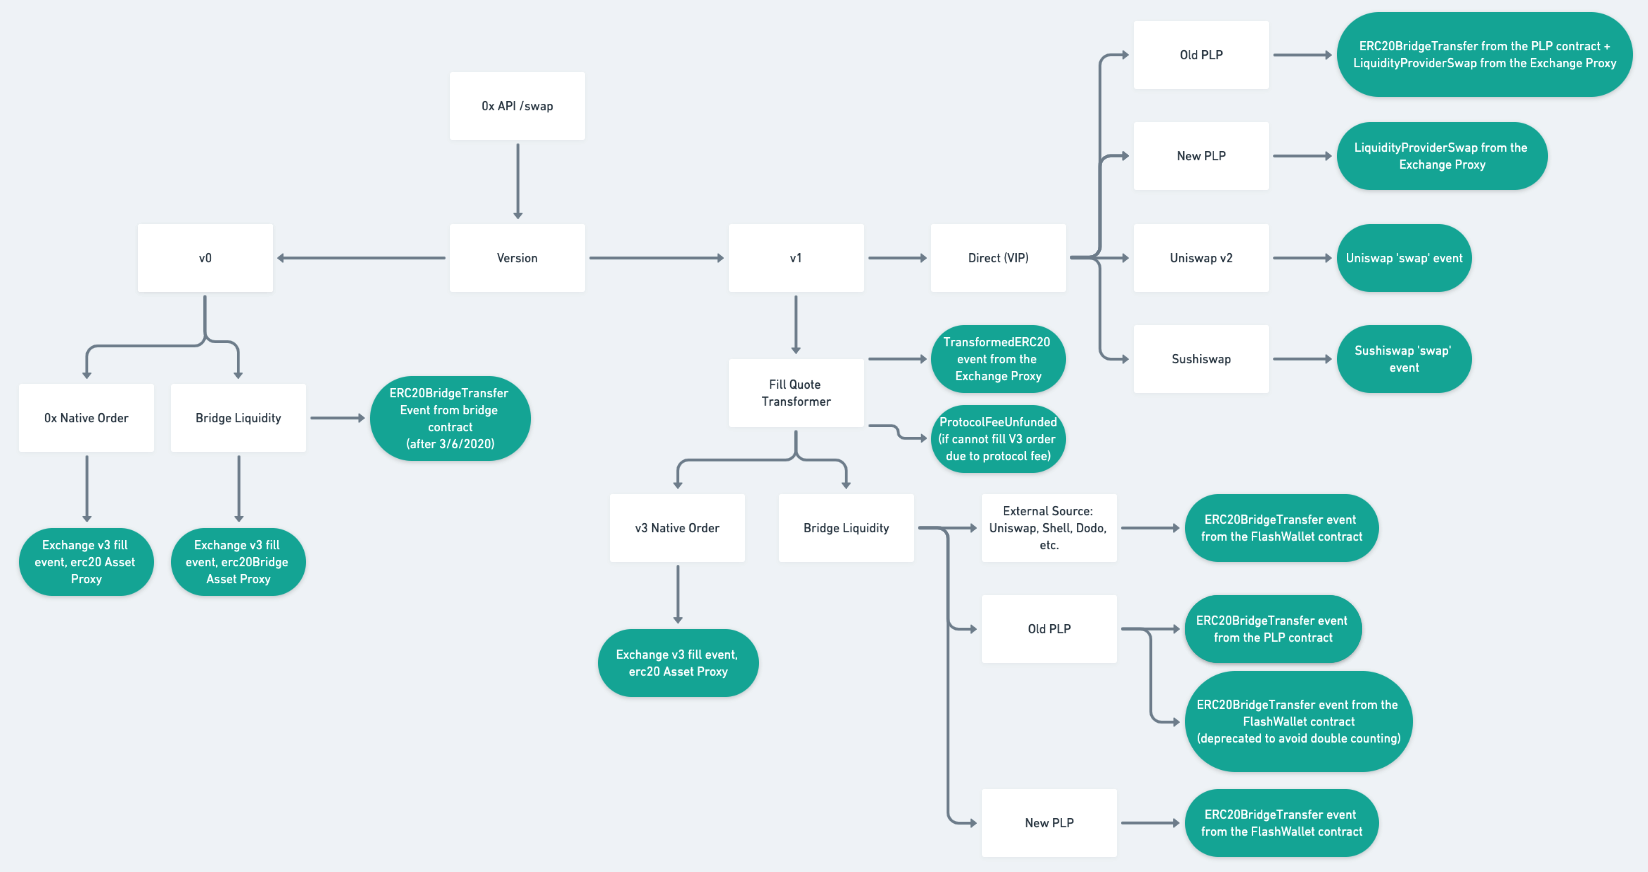 0x API /swap
Version
v0
0x Native Order
Exchange v3 fill
event, erc20 Asset
Proxy
Bridge Liquidity
Exchange v3 fill
event, erc20Bridge
Asset Proxy
ERC20BridgeTransfer
Event from bridge
contract
(after 3/6/2020)
v1
Direct (VIP)
Old PLP
ERC20BridgeTransfer from the PLP contract +
LiquidityProviderSwap from the Exchange Proxy
New PLP
LiquidityProviderSwap from the
Exchange Proxy
Uniswap v2
Uniswap 'swap' event
Sushiswap
Sushiswap 'swap'
event
Fill Quote
Transformer
TransformedERC20
event from the
Exchange Proxy
ProtocolFeeUnfunded
(if cannot fill V3 order
due to protocol fee)
v3 Native Order
Exchange v3 fill event,
erc20 Asset Proxy
Bridge Liquidity
External Source:
Uniswap, Shell, Dodo,
etc.
ERC20BridgeTransfer event
from the FlashWallet contract
Old PLP
ERC20BridgeTransfer event
from the PLP contract
ERC20BridgeTransfer event from the
FlashWallet contract
(deprecated to avoid double counting)
New PLP
ERC20BridgeTransfer event
from the FlashWallet contract